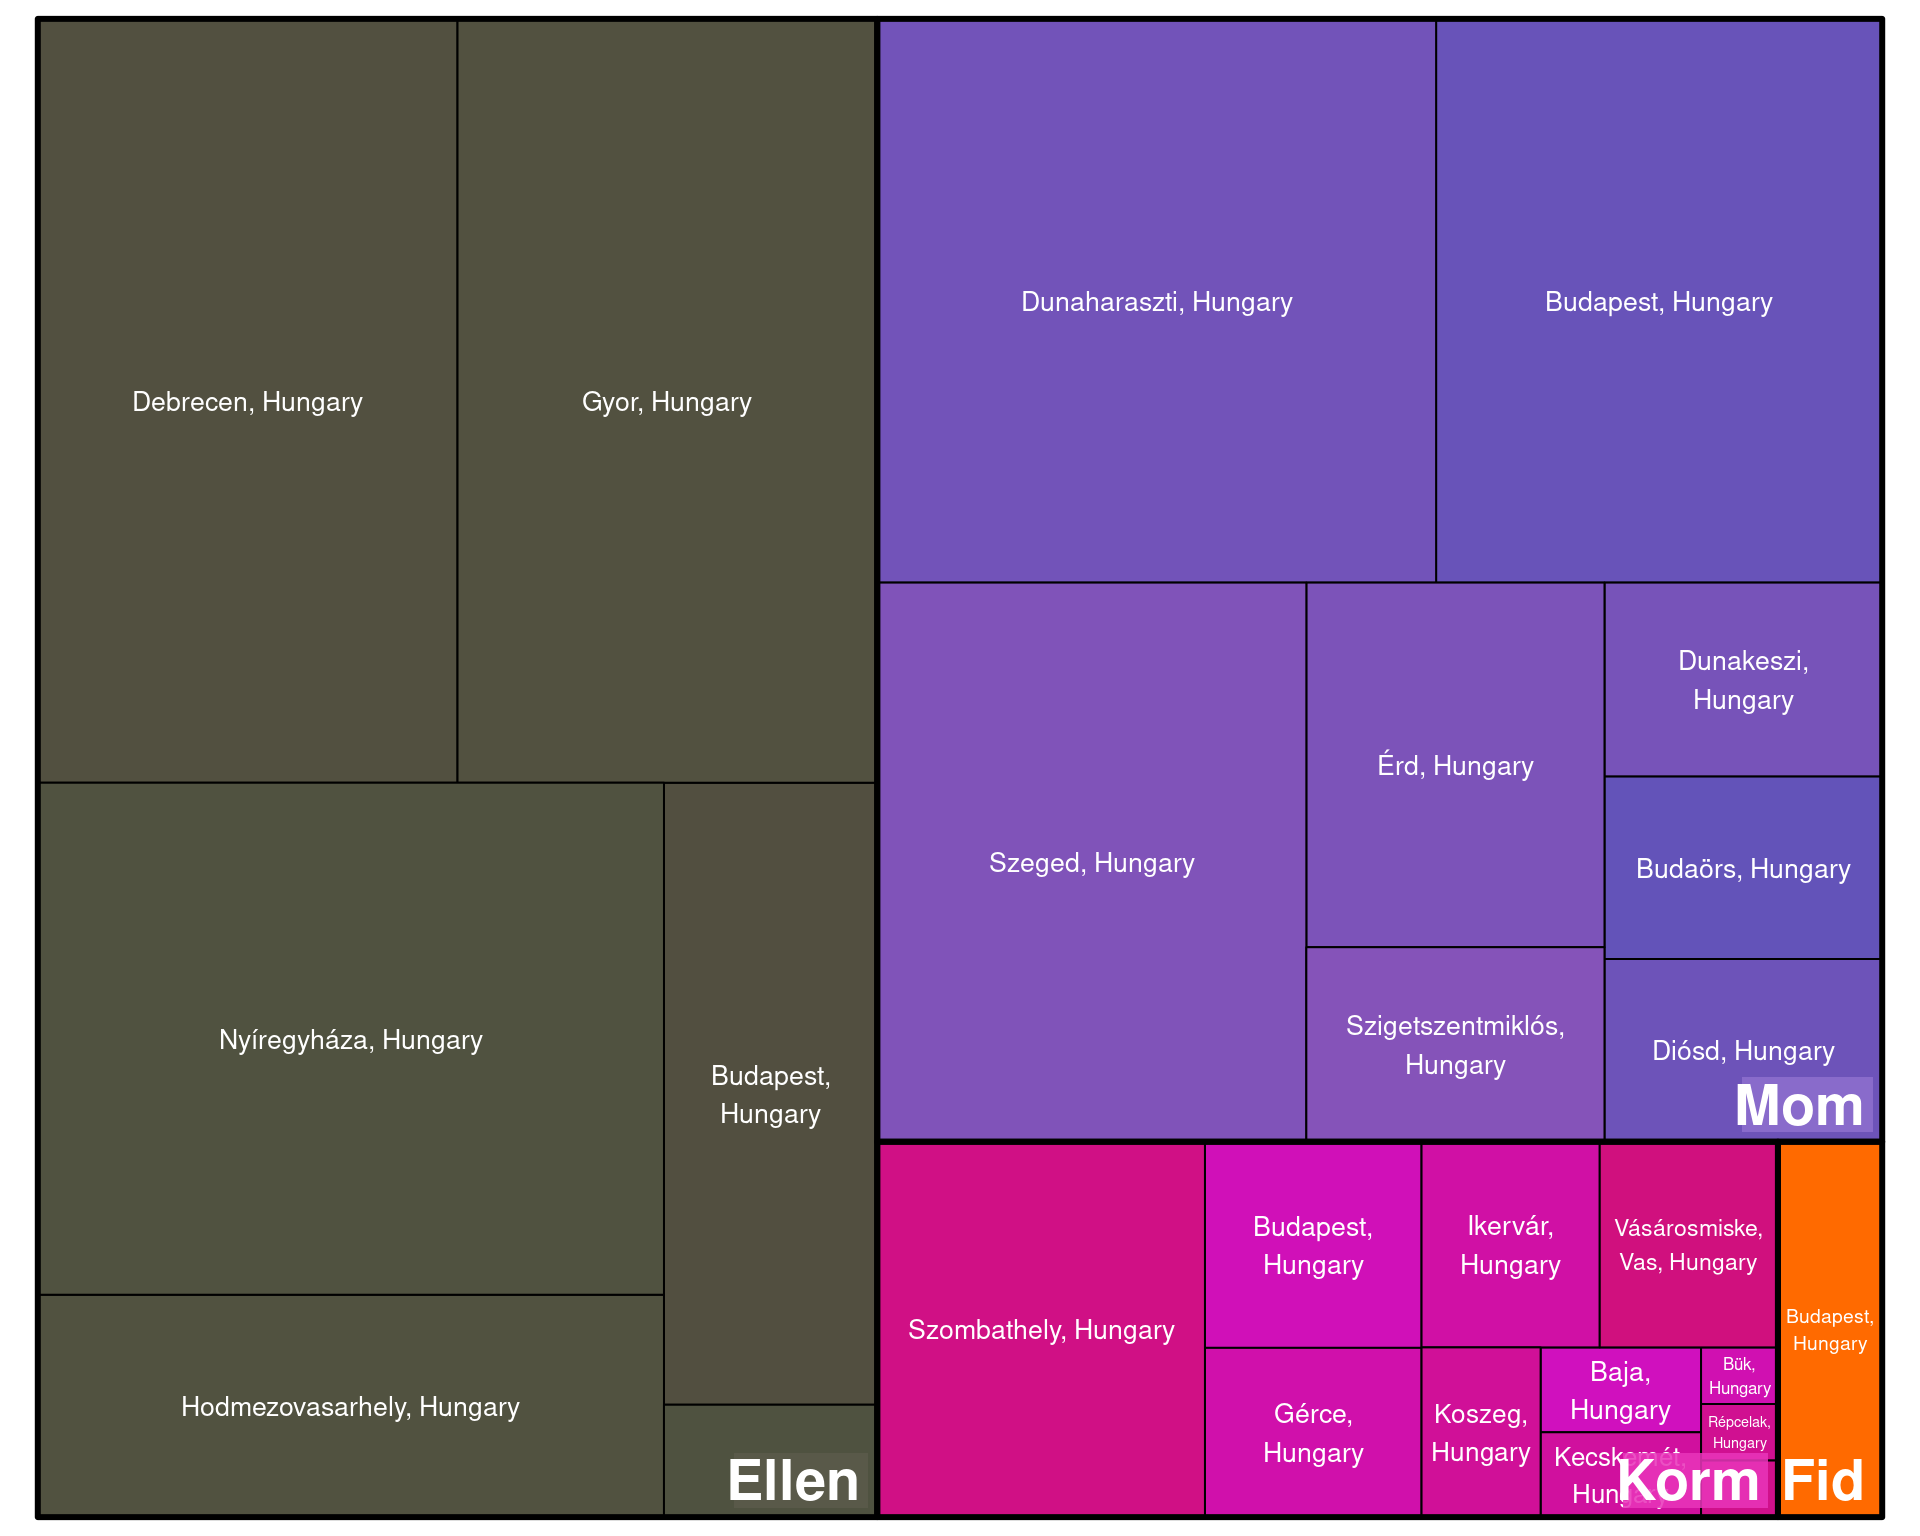 Debrecen, Hungary
Gyor, Hungary
Nyíregyháza, Hungary
Budapest,
Hungary
Hodmezovasarhely, Hungary
Ellen
Dunaharaszti, Hungary
Budapest, Hungary
Szeged, Hungary
Érd, Hungary
Dunakeszi,
Hungary
Budaörs, Hungary
Szigetszentmiklós,
Hungary
Diósd, Hungary
Mom
Szombathely, Hungary
Budapest,
Hungary
Ikervár,
Hungary
Vásárosmiske,
Vas, Hungary
Gérce,
Hungary
Koszeg,
Hungary
Baja,
Hungary
Bük,
Hungary
Répcelak,
Hungary
Kecskemét,
Hungary
Korm
Budapest,
Hungary
Fid